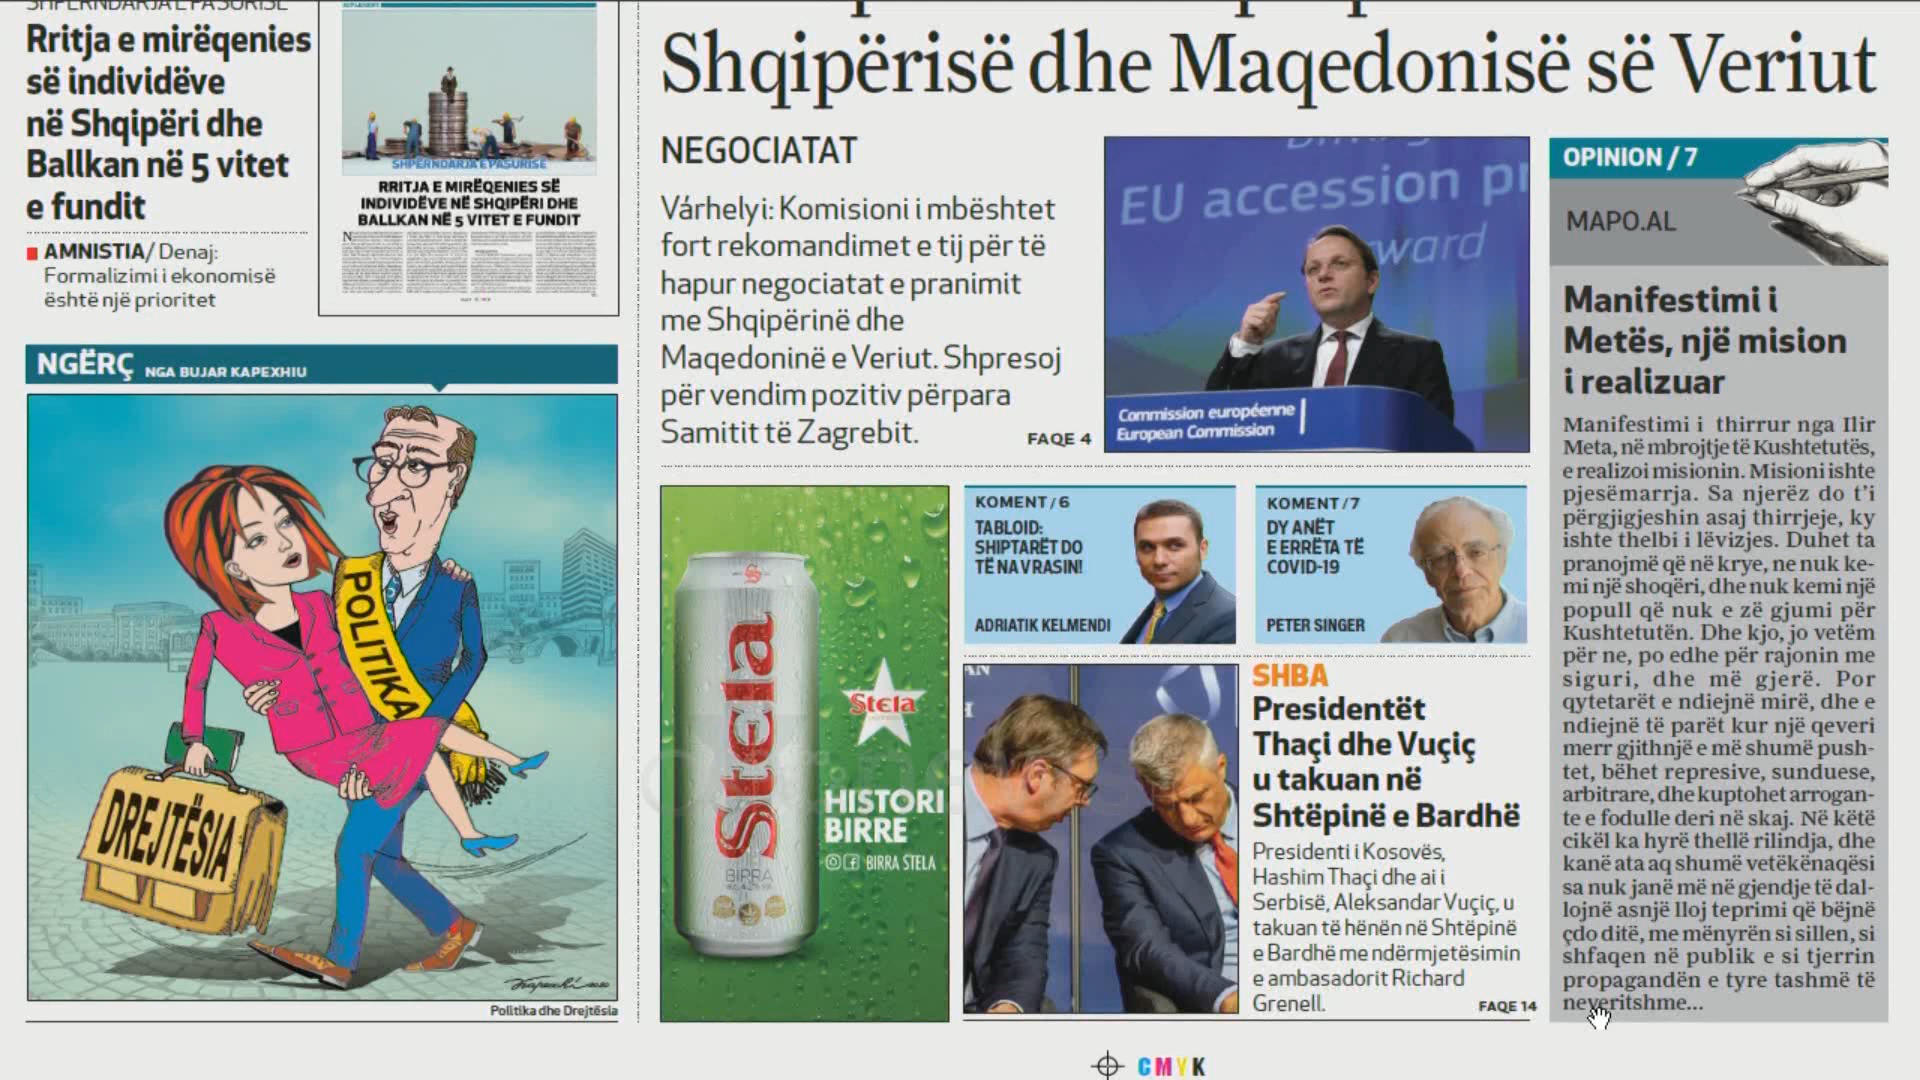 SHPËRNDARJA E PASURISË
Rritja e mirëqenies
së individëve
në Shqipëri dhe
Ballkan në 5 vitet
e fundit
AMNISTIA/ Denaj:
Formalizimi i ekonomisë
është një prioritet
SHPËRNDARJA E PASURISË
RRITJA E MIRËQENIES SË
INDIVIDËVE NË SHQIPËRI DHE
BALLKAN NË 5 VITET E FUNDIT
NGËRÇ NGA BUJAR KAPEXHIU
POLITIKA
DREJTËSIA
Politika dhe Drejtësia
Shqipërisë dhe Maqedonisë së Veriut
NEGOCIATAT
Várhelyi: Komisioni i mbështet
fort rekomandimet e tij për të
hapur negociatat e pranimit
me Shqipërinë dhe
Maqedoninë e Veriut. Shpresoj
për vendim pozitiv përpara
Samitit të Zagrebit.
FAQE 4
EU accession
ward
Commission européenne
European Commission
Stela
BIRRA
Stela
HISTORI
BIRRE
BIRRA STELA
KOMENT / 6
TABLOID:
SHIPTARËT DO
TË NA VRASIN!
ADRIATIK KELMENDI
KOMENT / 7
DY ANËT
E ERRËTA TË
COVID-19
PETER SINGER
SHBA
Presidentët
Thaçi dhe Vuçiç
u takuan në
Shtëpinë e Bardhë
Presidenti i Kosovës,
Hashim Thaçi dhe ai i
Serbisë, Aleksandar Vuçiç, u
takuan të hënën në Shtëpinë
e Bardhë me ndërmjetësimin
e ambasadorit Richard
Grenell.
FAQE 14
OPINION / 7
MAPO.AL
Manifestimi i
Metës, një mision
i realizuar
Manifestimi i thirrur nga Ilir
Meta, në mbrojtje të Kushtetutës,
e realizoi misionin. Misioni ishte
pjesëmarrja. Sa njerëz do t'i
përgjigjeshin asaj thirrjeje, ky
ishte thelbi i lëvizjes. Duhet ta
pranojmë që në krye, ne nuk ke-
mi një shoqëri, dhe nuk kemi një
popull që nuk e zë gjumi për
Kushtetutën. Dhe kjo, jo vetëm
për ne, po edhe për rajonin me
siguri, dhe më gjerë. Por
qytetarët e ndiejnë mirë, dhe e
ndiejnë të parët kur një qeveri
merr gjithnjë e më shumë push-
tet, bëhet represive, sunduese,
arbitrare, dhe kuptohet arrogan-
te e fodulle deri në skaj. Në këtë
cikël ka hyrë thellë rilindja, dhe
kanë ata aq shumë vetëkënaqësi
sa nuk janë më në gjendje të dal-
lojnë asnjë lloj teprimi që bëjnë
çdo ditë, me mënyrën si sillen, si
shfaqen në publik e si tjerrin
propagandën e tyre tashmë të
neveritshme...
CMYK